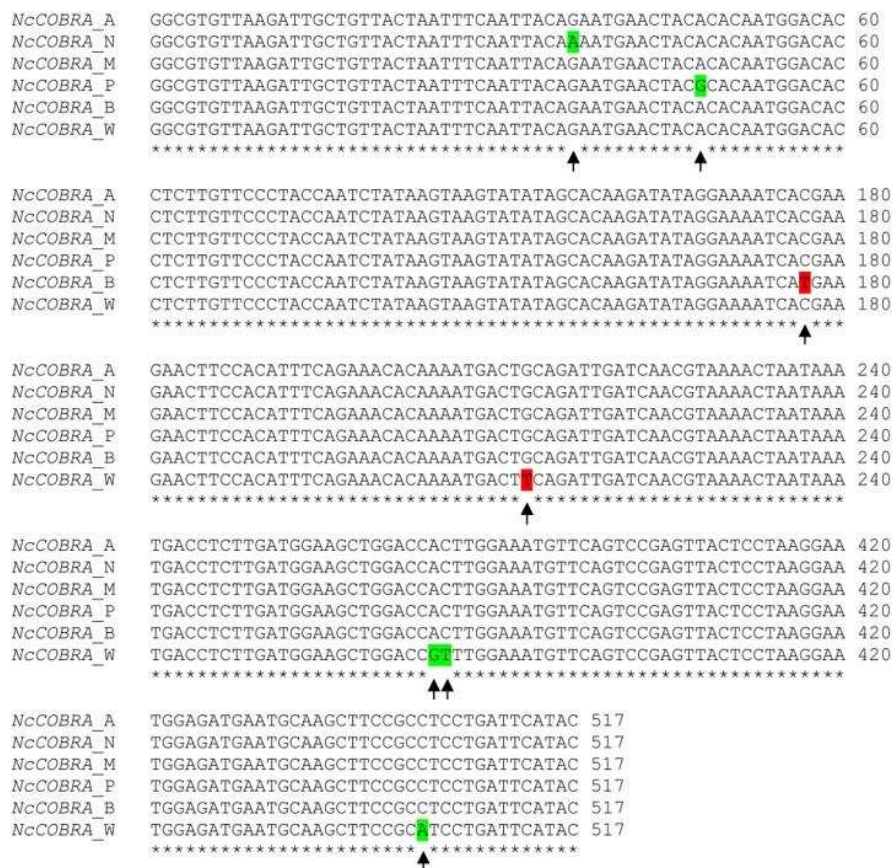 NcCOBRA_A GGCGTGTTAAGATTGCTGTTACTAATTTCAATTACAGAATGAACTACACACAATGGACAC 60
NcCOBRA_N GGCGTGTTAAGATTGCTGTTACTAATTTCAATTACAAAATGAACTACACACAATGGACAC 60
NcCOBRA_M GGCGTGTTAAGATTGCTGTTACTAATTTCAATTACAGAATGAACTACACACAATGGACAC 60
NcCOBRA_P GGCGTGTTAAGATTGCTGTTACTAATTTCAATTACAGAATGAACTACGCACAATGGACAC 60
NcCOBRA_B GGCGTGTTAAGATTGCTGTTACTAATTTCAATTACAGAATGAACTACACACAATGGACAC 60
NcCOBRA_W GGCGTGTTAAGATTGCTGTTACTAATTTCAATTACAGAATGAACTACACACAATGGACAC 60
************************************ ********** ************
NcCOBRA_A CTCTTGTTCCCTACCAATCTATAAGTAAGTATATAGCACAAGATATAGGAAAATCACGAA 180
NcCOBRA_N CTCTTGTTCCCTACCAATCTATAAGTAAGTATATAGCACAAGATATAGGAAAATCACGAA 180
NcCOBRA_M CTCTTGTTCCCTACCAATCTATAAGTAAGTATATAGCACAAGATATAGGAAAATCACGAA 180
NcCOBRA_P CTCTTGTTCCCTACCAATCTATAAGTAAGTATATAGCACAAGATATAGGAAAATCACGAA 180
NcCOBRA_B CTCTTGTTCCCTACCAATCTATAAGTAAGTATATAGCACAAGATATAGGAAAATCATGAA 180
NcCOBRA_W CTCTTGTTCCCTACCAATCTATAAGTAAGTATATAGCACAAGATATAGGAAAATCACGAA 180
******************************************************** ***
NcCOBRA_A GAACTTCCACATTTCAGAAACACAAAATGACTGCAGATTGATCAACGTAAAACTAATAAA 240
NcCOBRA_N GAACTTCCACATTTCAGAAACACAAAATGACTGCAGATTGATCAACGTAAAACTAATAAA 240
NcCOBRA_M GAACTTCCACATTTCAGAAACACAAAATGACTGCAGATTGATCAACGTAAAACTAATAAA 240
NcCOBRA_P GAACTTCCACATTTCAGAAACACAAAATGACTGCAGATTGATCAACGTAAAACTAATAAA 240
NcCOBRA_B GAACTTCCACATTTCAGAAACACAAAATGACTGCAGATTGATCAACGTAAAACTAATAAA 240
NcCOBRA_W GAACTTCCACATTTCAGAAACACAAAATGACTTCAGATTGATCAACGTAAAACTAATAAA 240
******************************** ***************************
NcCOBRA_A TGACCTCTTGATGGAAGCTGGACCACTTGGAAATGTTCAGTCCGAGTTACTCCTAAGGAA 420
NcCOBRA_N TGACCTCTTGATGGAAGCTGGACCACTTGGAAATGTTCAGTCCGAGTTACTCCTAAGGAA 420
NcCOBRA_M TGACCTCTTGATGGAAGCTGGACCACTTGGAAATGTTCAGTCCGAGTTACTCCTAAGGAA 420
NcCOBRA_P TGACCTCTTGATGGAAGCTGGACCACTTGGAAATGTTCAGTCCGAGTTACTCCTAAGGAA 420
NcCOBRA_B TGACCTCTTGATGGAAGCTGGACCACTTGGAAATGTTCAGTCCGAGTTACTCCTAAGGAA 420
NcCOBRA_W TGACCTCTTGATGGAAGCTGGACCGTTTGGAAATGTTCAGTCCGAGTTACTCCTAAGGAA 420
************************  **********************************
NcCOBRA_A TGGAGATGAATGCAAGCTTCCGCCTCCTGATTCATAC 517
NcCOBRA_N TGGAGATGAATGCAAGCTTCCGCCTCCTGATTCATAC 517
NcCOBRA_M TGGAGATGAATGCAAGCTTCCGCCTCCTGATTCATAC 517
NcCOBRA_P TGGAGATGAATGCAAGCTTCCGCCTCCTGATTCATAC 517
NcCOBRA_B TGGAGATGAATGCAAGCTTCCGCCTCCTGATTCATAC 517
NcCOBRA_W TGGAGATGAATGCAAGCTTCCGCATCCTGATTCATAC 517
*********************** *************